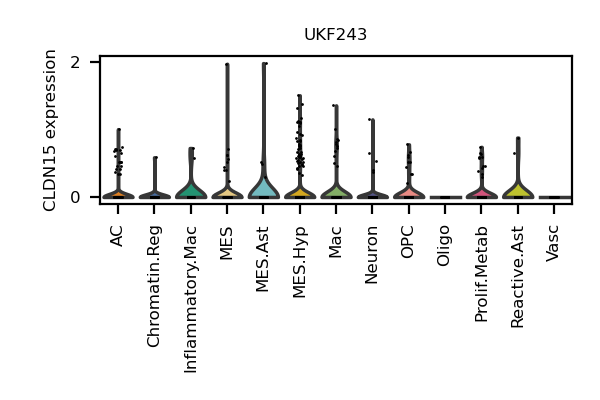 UKF243
CLDN15 expression
2
0
AC
Chromatin.Reg
Inflammatory.Mac
MES
MES.Ast
MES.Hyp
Mac
Neuron
OPC
Oligo
Prolif.Metab
Reactive.Ast
Vasc